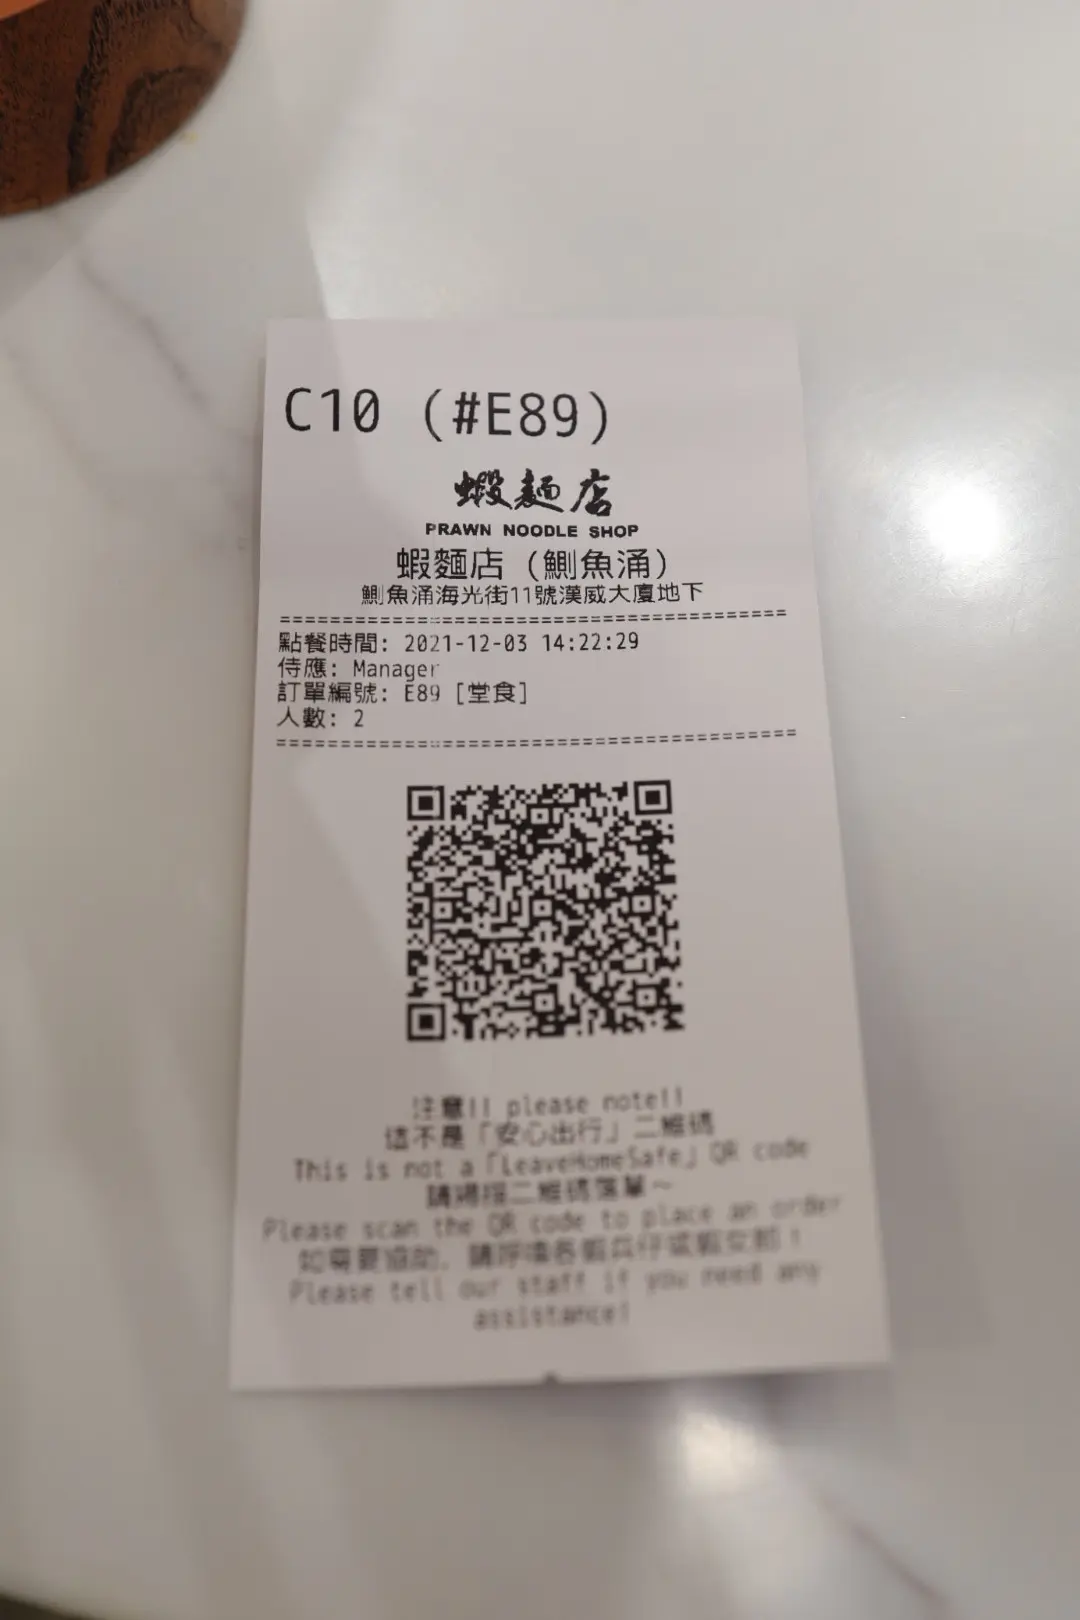 C10 (#E89)
蝦麵店
PRAWN NOODLE SHOP
蝦麵店 (鰂魚涌)
鰂魚涌海光街11號漢威大廈地下
========================================
點餐時間: 2021-12-03 14:22:29
侍應: Manager
訂單編號: E89 [堂食]
人數: 2
========================================
注意!! please note!!
這不是「安心出行」二維碼
This is not a「LeaveHomeSafe」QR code
請掃描二維碼落單~
Please scan the QR code to place an order
如需要協助, 請呼喚各蝦兵仔或蝦女郎!
Please tell our staff if you need any
assistance!